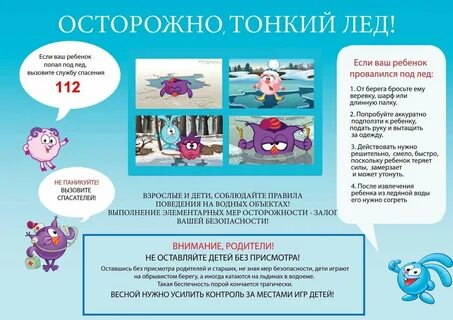 ОСТОРОЖНО, ТОНКИЙ ЛЕД!
Если ваш ребенок
попал под лед,
вызовите службу спасения
112
НЕ ПАНИКУЙТЕ!
ВЫЗОВИТЕ
СПАСАТЕЛЕЙ!
Если ваш ребенок
провалился под лед:
1. От берега бросьте ему
веревку, шарф или
длинную палку.
2. Попробуйте аккуратно
подползти к ребенку,
подать руку и вытащить
за одежду.
3. Действовать нужно
решительно, смело, быстро,
поскольку ребенок теряет
силы, замерзает
и может утонуть.
4. После извлечения
ребенка из ледяной воды
его нужно согреть
ВЗРОСЛЫЕ И ДЕТИ, СОБЛЮДАЙТЕ ПРАВИЛА
ПОВЕДЕНИЯ НА ВОДНЫХ ОБЪЕКТАХ!
ВЫПОЛНЕНИЕ ЭЛЕМЕНТАРНЫХ МЕР ОСТОРОЖНОСТИ - ЗАЛОГ
ВАШЕЙ БЕЗОПАСНОСТИ!
ВНИМАНИЕ, РОДИТЕЛИ!
НЕ ОСТАВЛЯЙТЕ ДЕТЕЙ БЕЗ ПРИСМОТРА!
Оставшись без присмотра родителей и старших, не зная мер безопасности, дети играют
на обрывистом берегу, а иногда катаются на льдинах в водоеме.
Такая беспечность порой кончается трагически.
ВЕСНОЙ НУЖНО УСИЛИТЬ КОНТРОЛЬ ЗА МЕСТАМИ ИГР ДЕТЕЙ!